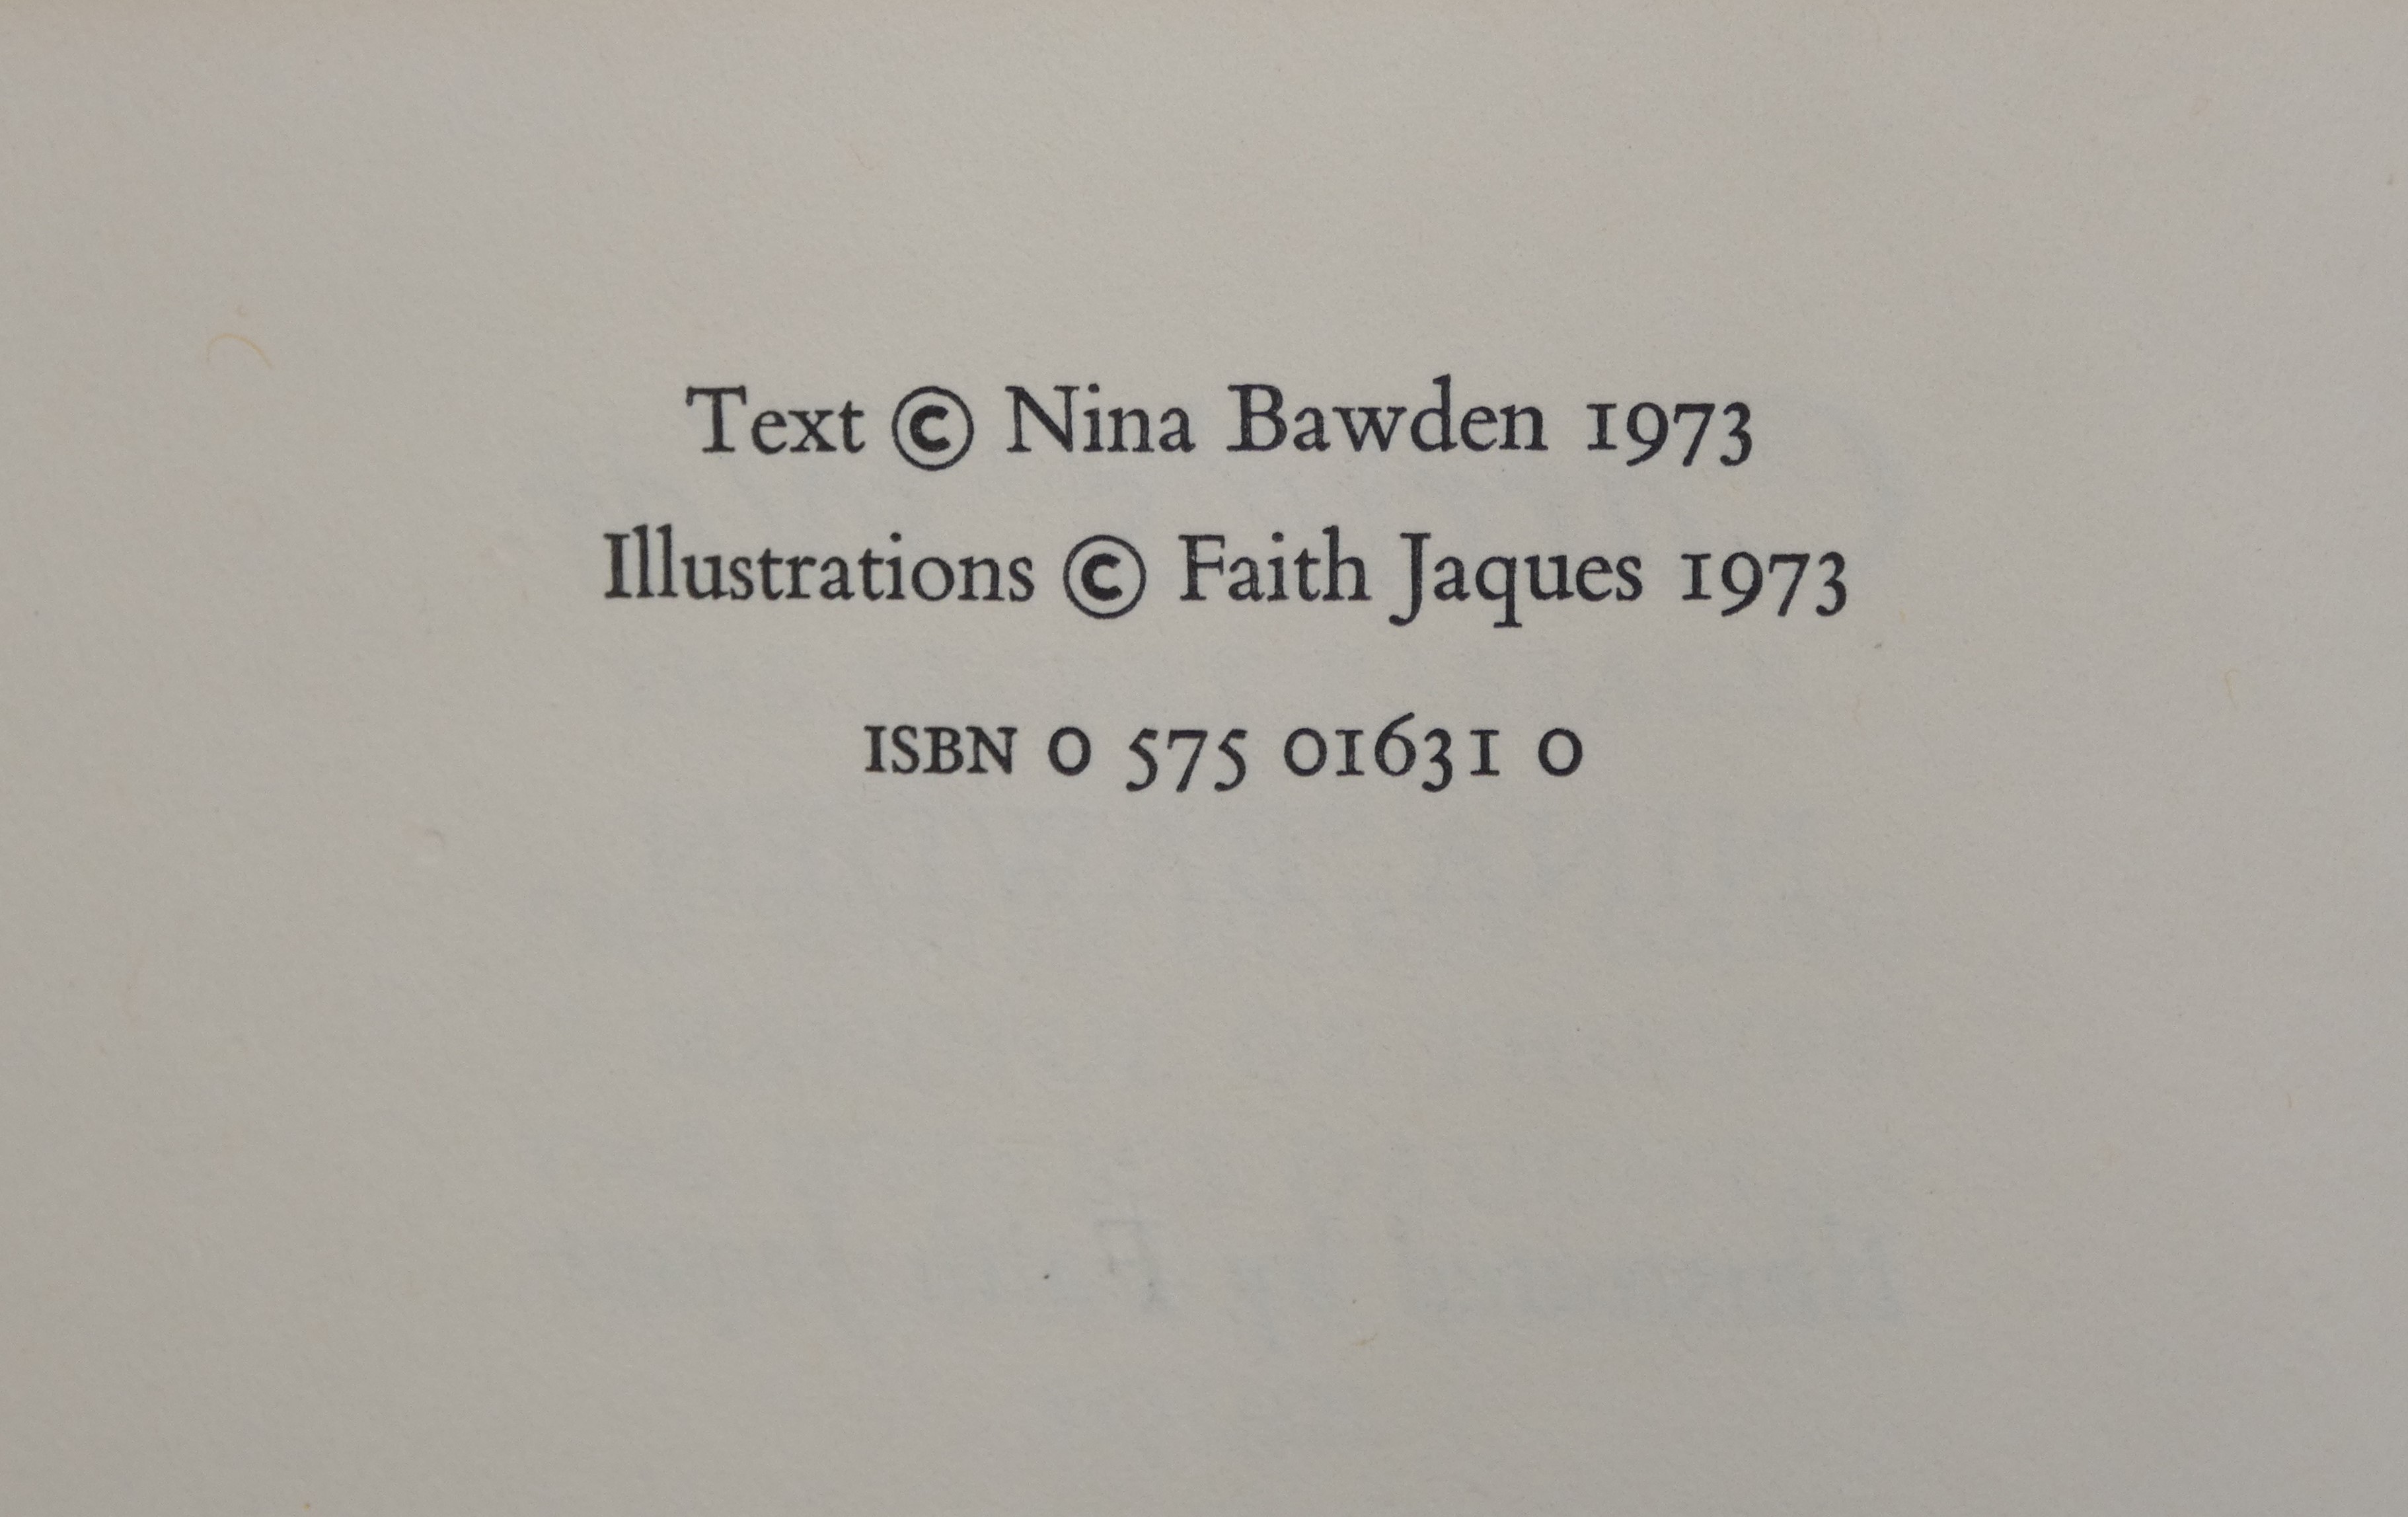 Text © Nina Bawden 1973
Illustrations © Faith Jaques 1973
ISBN 0 575 01631 0